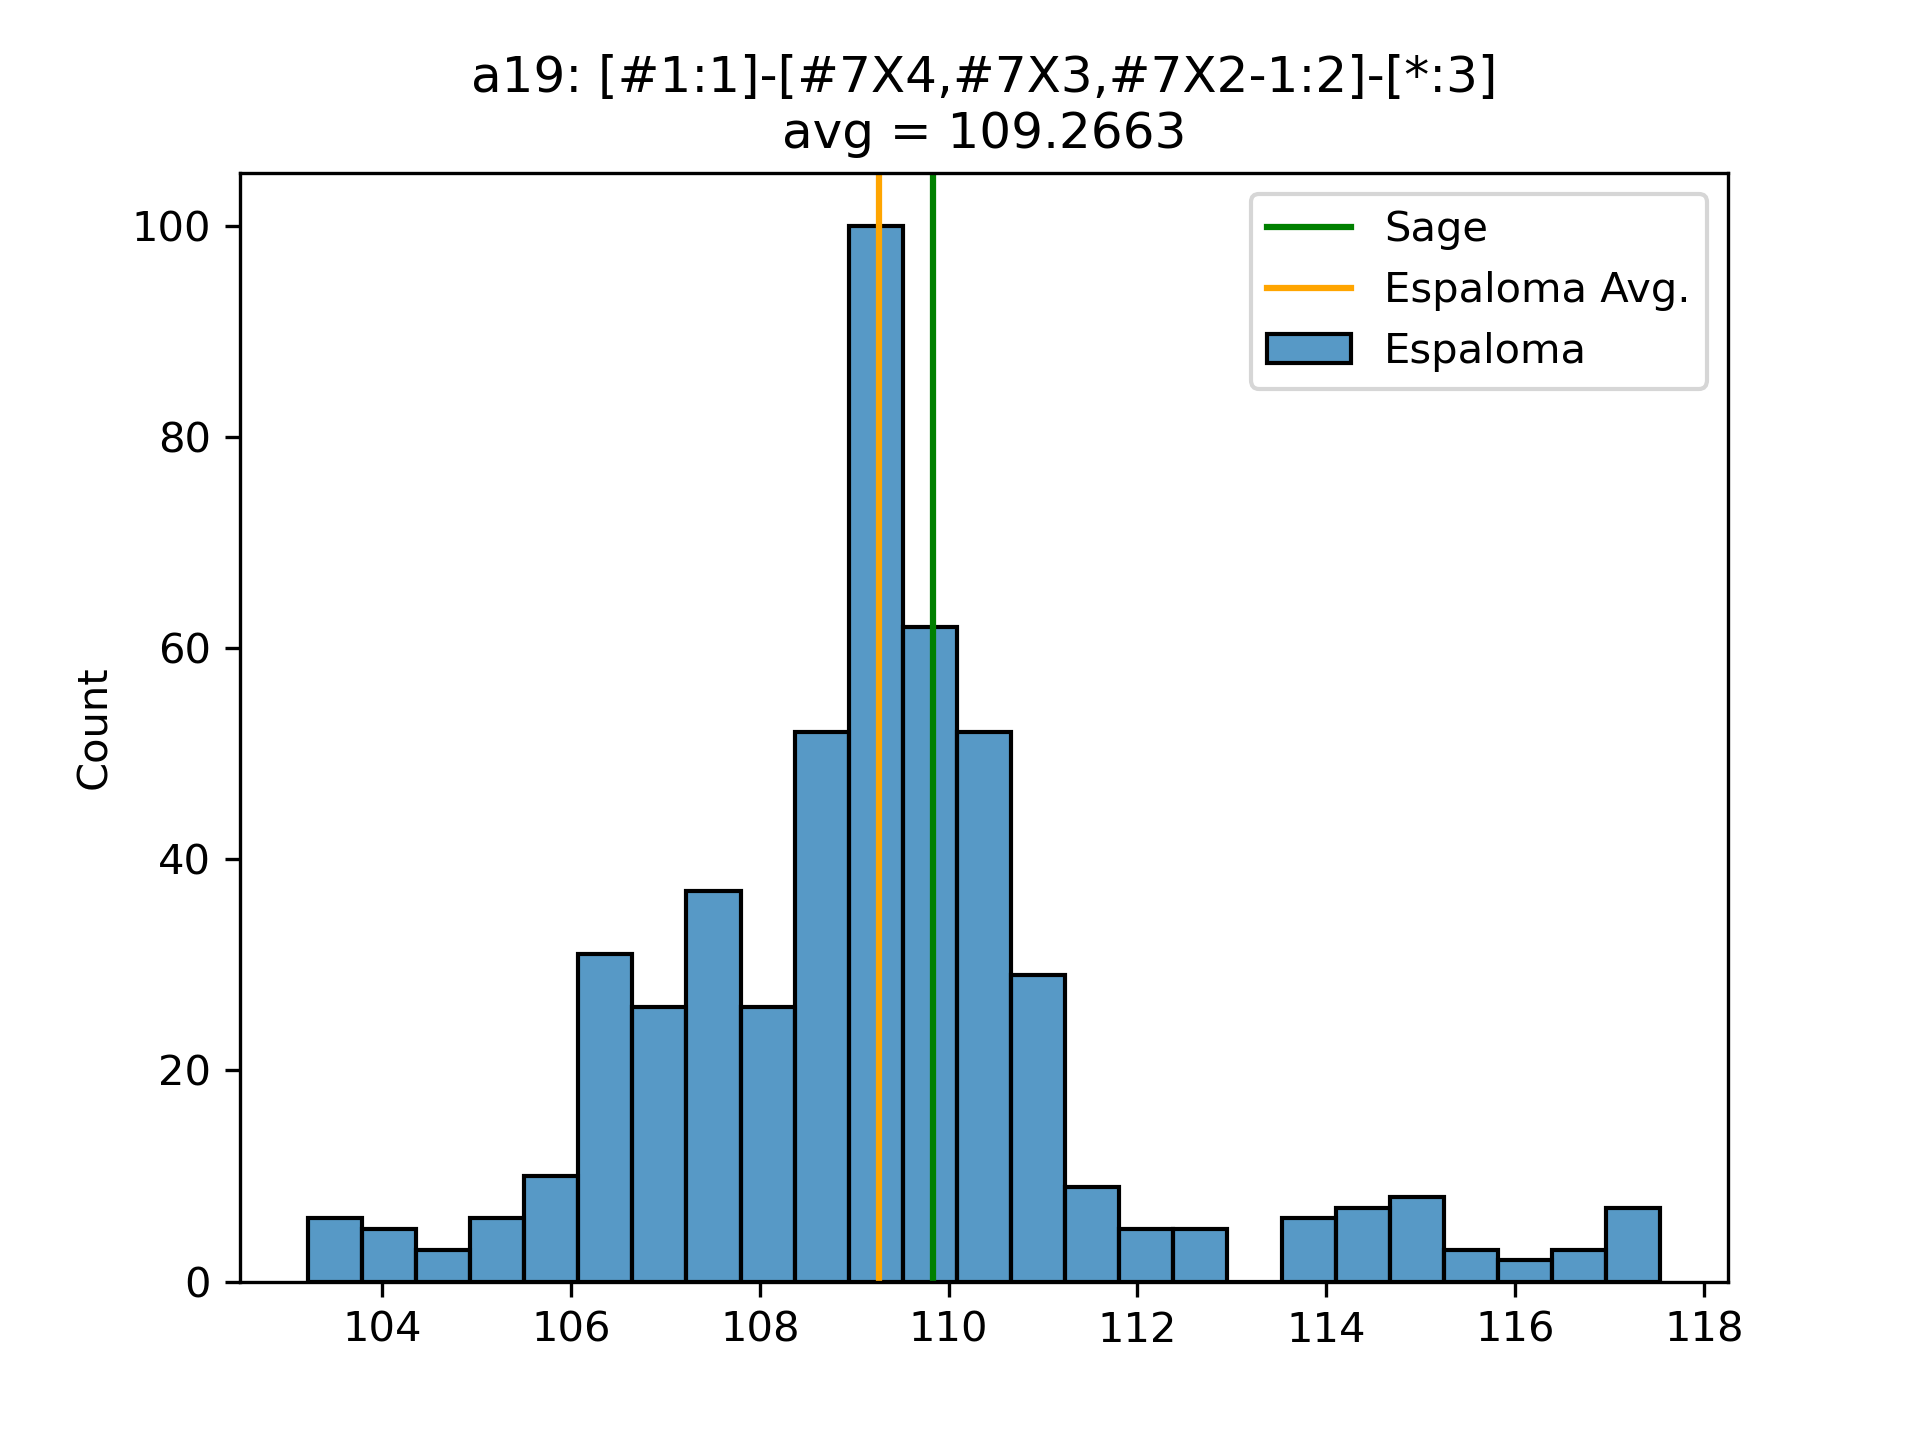 a19: [#1:1]-[#7X4,#7X3,#7X2-1:2]-[*:3]
avg = 109.2663
Sage
Espaloma Avg.
Espaloma
Count
100
80
60
40
20
0
104 106 108 110 112 114 116 118